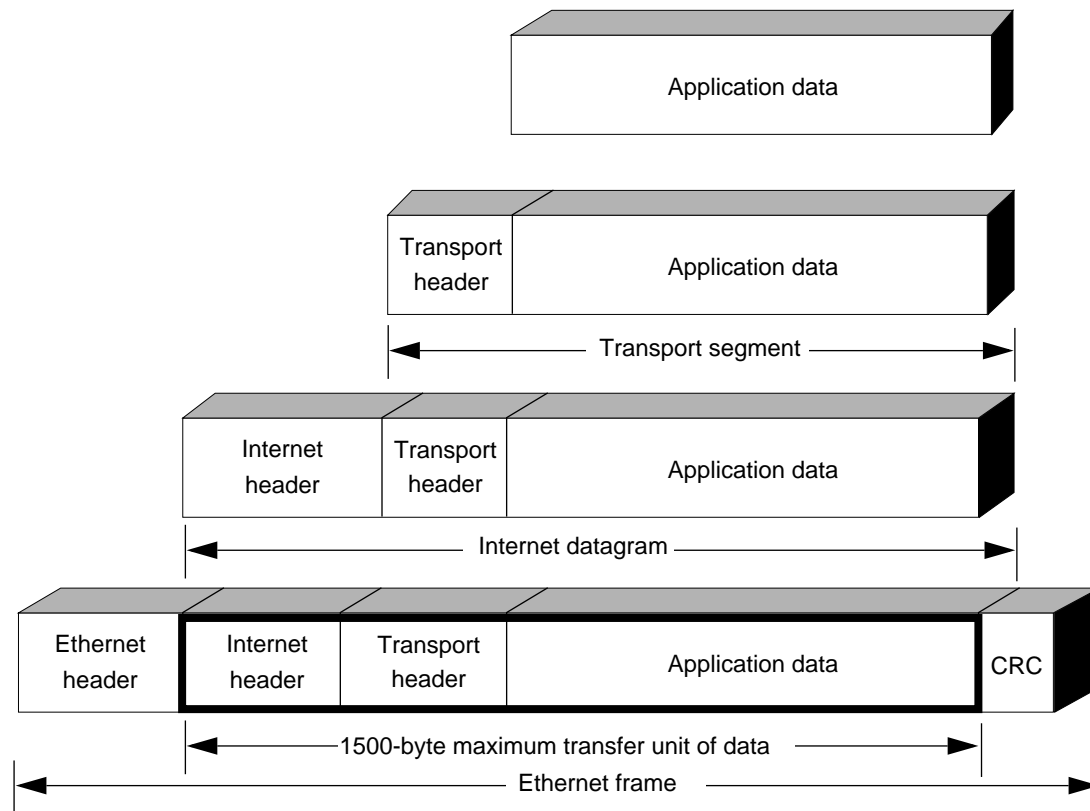 Application data
Transport
header
Application data
Transport segment
Internet
header
Transport
header
Application data
Internet datagram
Ethernet
header
Internet
header
Transport
header
Application data
CRC
1500-byte maximum transfer unit of data
Ethernet frame